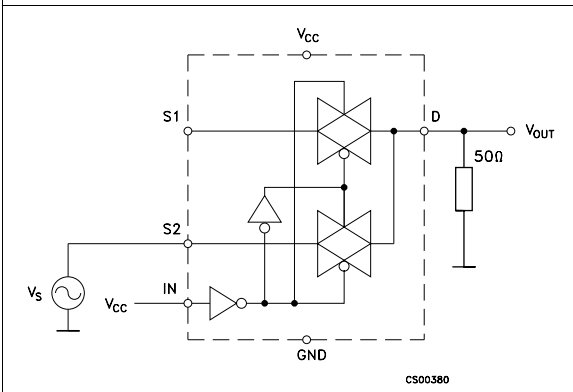 VCC
S1
D
VOUT
50Ω
S2
IN
VS
VCC
GND
CS00380